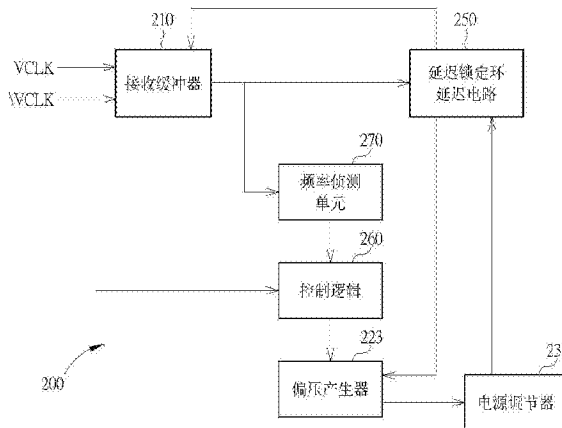 210
250
VCLK
\VCLK
接收缓冲器
延迟锁定环
延迟电路
270
频率侦测
单元
260
控制逻辑
223
偏压产生器
23
电源调节器
200